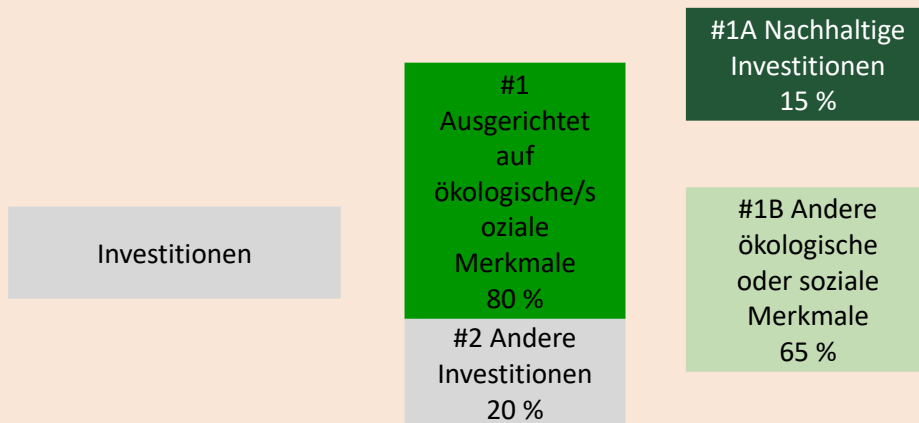 Investitionen
#1
Ausgerichtet
auf
ökologische/s
oziale
Merkmale
80 %
#2 Andere
Investitionen
20 %
#1A Nachhaltige
Investitionen
15 %
#1B Andere
ökologische
oder soziale
Merkmale
65 %